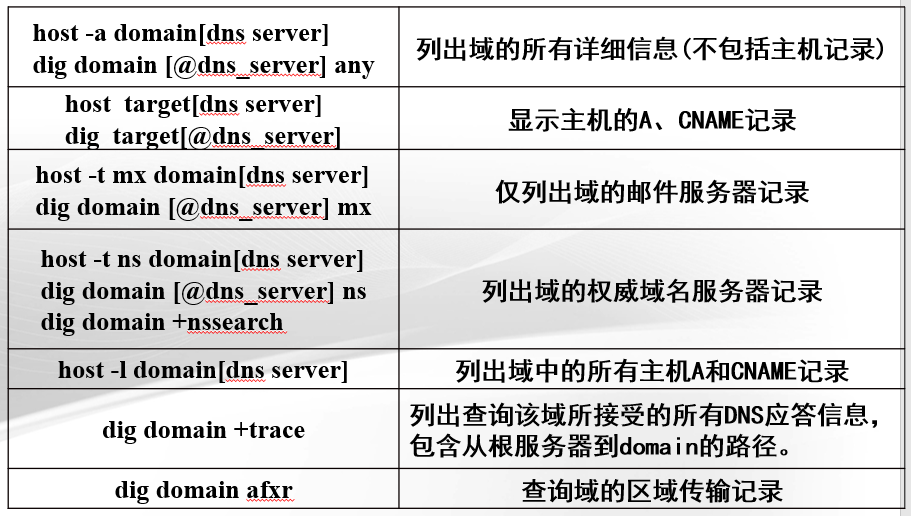 host -a domain[dns server]
dig domain [@dns_server] any
列出域的所有详细信息(不包括主机记录)
host  target[dns server]
dig  target[@dns_server]
显示主机的A、CNAME记录
host -t mx domain[dns server]
dig domain [@dns_server] mx
仅列出域的邮件服务器记录
host -t ns domain[dns server]
dig domain [@dns_server] ns
dig domain +nssearch
列出域的权威域名服务器记录
host -l domain[dns server]
列出域中的所有主机A和CNAME记录
dig domain +trace
列出查询该域所接受的所有DNS应答信息，
包含从根服务器到domain的路径。
dig domain afxr
查询域的区域传输记录